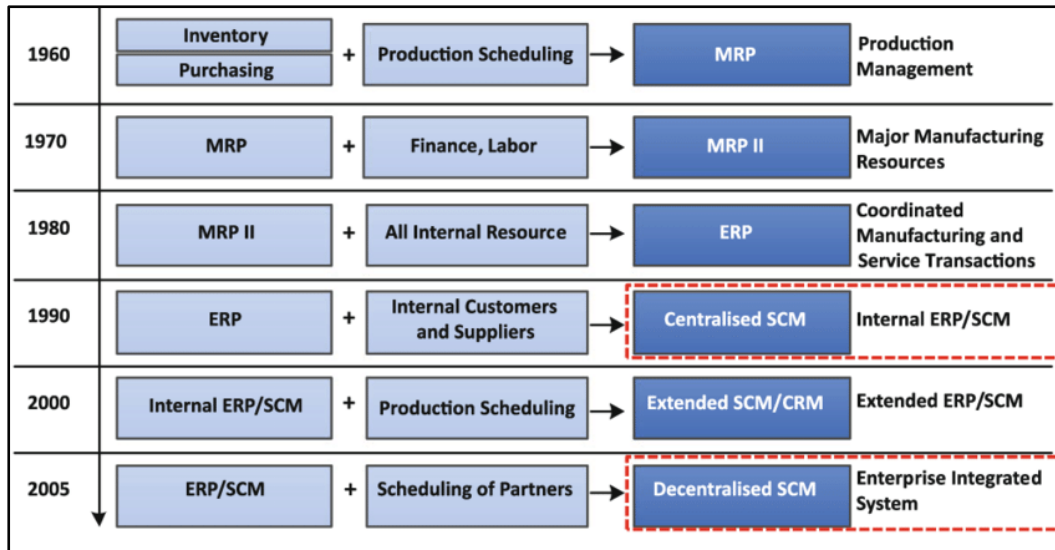 1960
Inventory
Purchasing
+
Production Scheduling
MRP
Production
Management
1970
MRP
+
Finance, Labor
MRP II
Major Manufacturing
Resources
1980
MRP II
+
All Internal Resource
ERP
Coordinated
Manufacturing and
Service Transactions
1990
ERP
+
Internal Customers
and Suppliers
Centralised SCM
Internal ERP/SCM
2000
Internal ERP/SCM
+
Production Scheduling
Extended SCM/CRM
Extended ERP/SCM
2005
ERP/SCM
+
Scheduling of Partners
Decentralised SCM
Enterprise Integrated
System